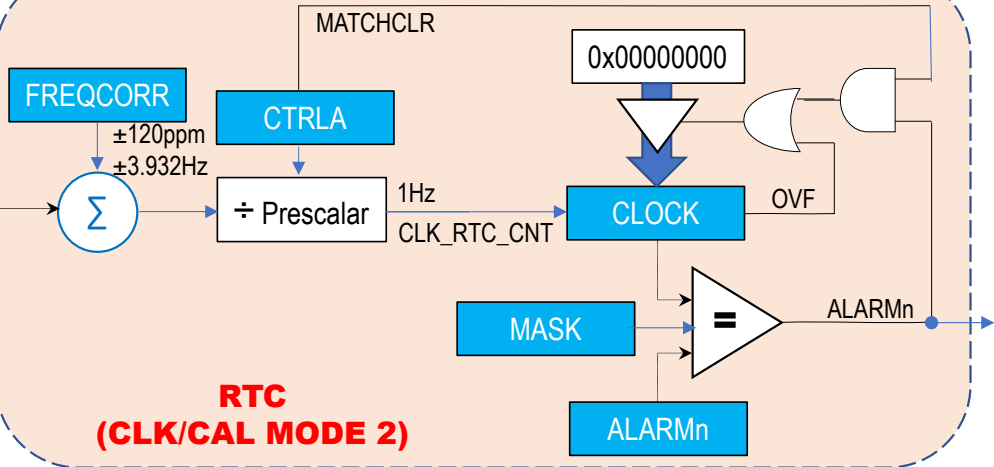 MATCHCLR
0x00000000
FREQCORR
CTRLA
±120ppm
±3.932Hz
Σ
÷ Prescalar
1Hz
CLK_RTC_CNT
CLOCK
OVF
MASK
=
ALARMn
ALARMn
RTC
(CLK/CAL MODE 2)